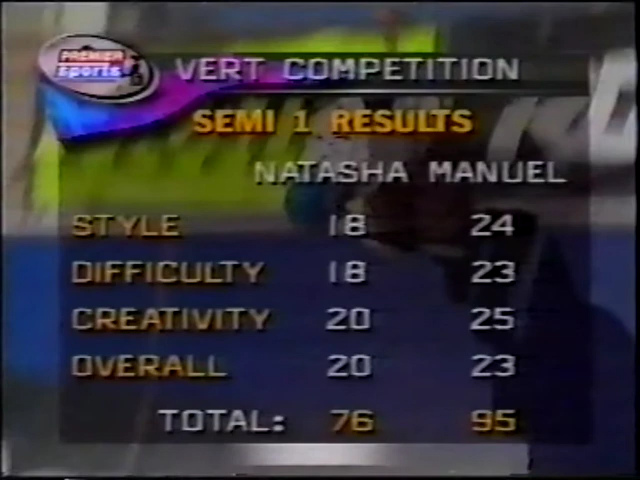 PREMIER
sports
VERT COMPETITION
SEMI 1 RESULTS
NATASHA MANUEL
STYLE 18 24
DIFFICULTY 18 23
CREATIVITY 20 25
OVERALL 20 23
TOTAL: 76 95